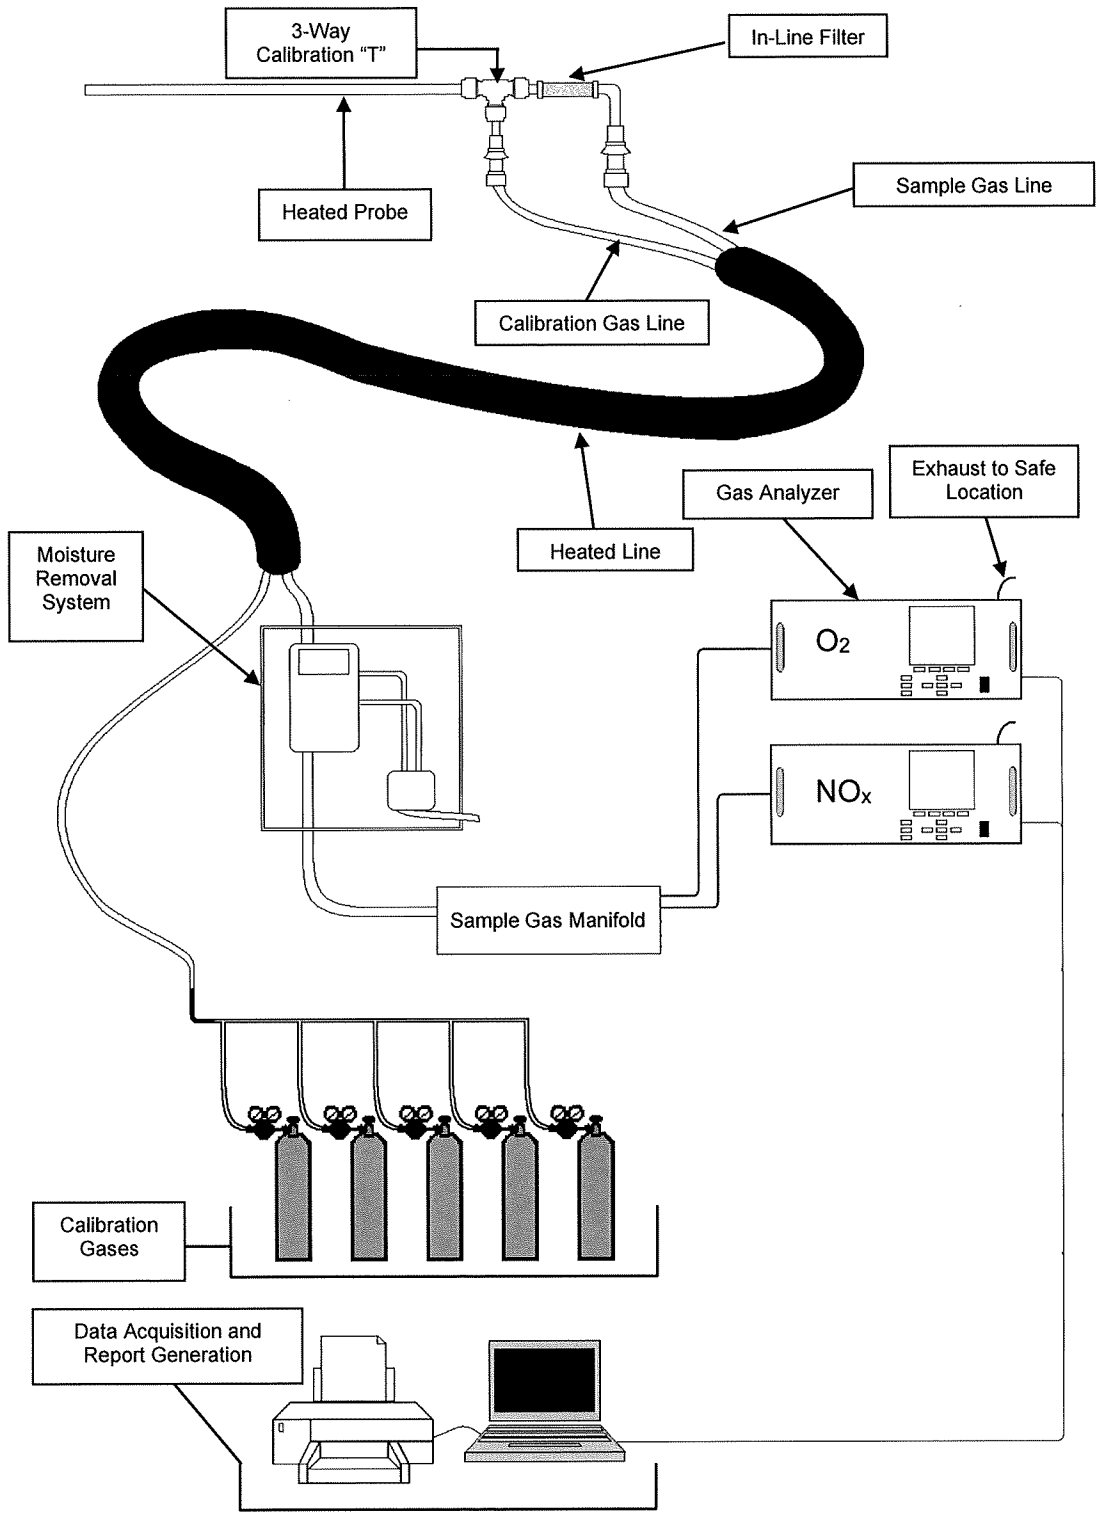 3-Way
Calibration “T”
In-Line Filter
Sample Gas Line
Heated Probe
Calibration Gas Line
Exhaust to Safe
Location
Gas Analyzer
Heated Line
Moisture
Removal
System
O2
NOx
Sample Gas Manifold
Calibration
Gases
Data Acquisition and
Report Generation